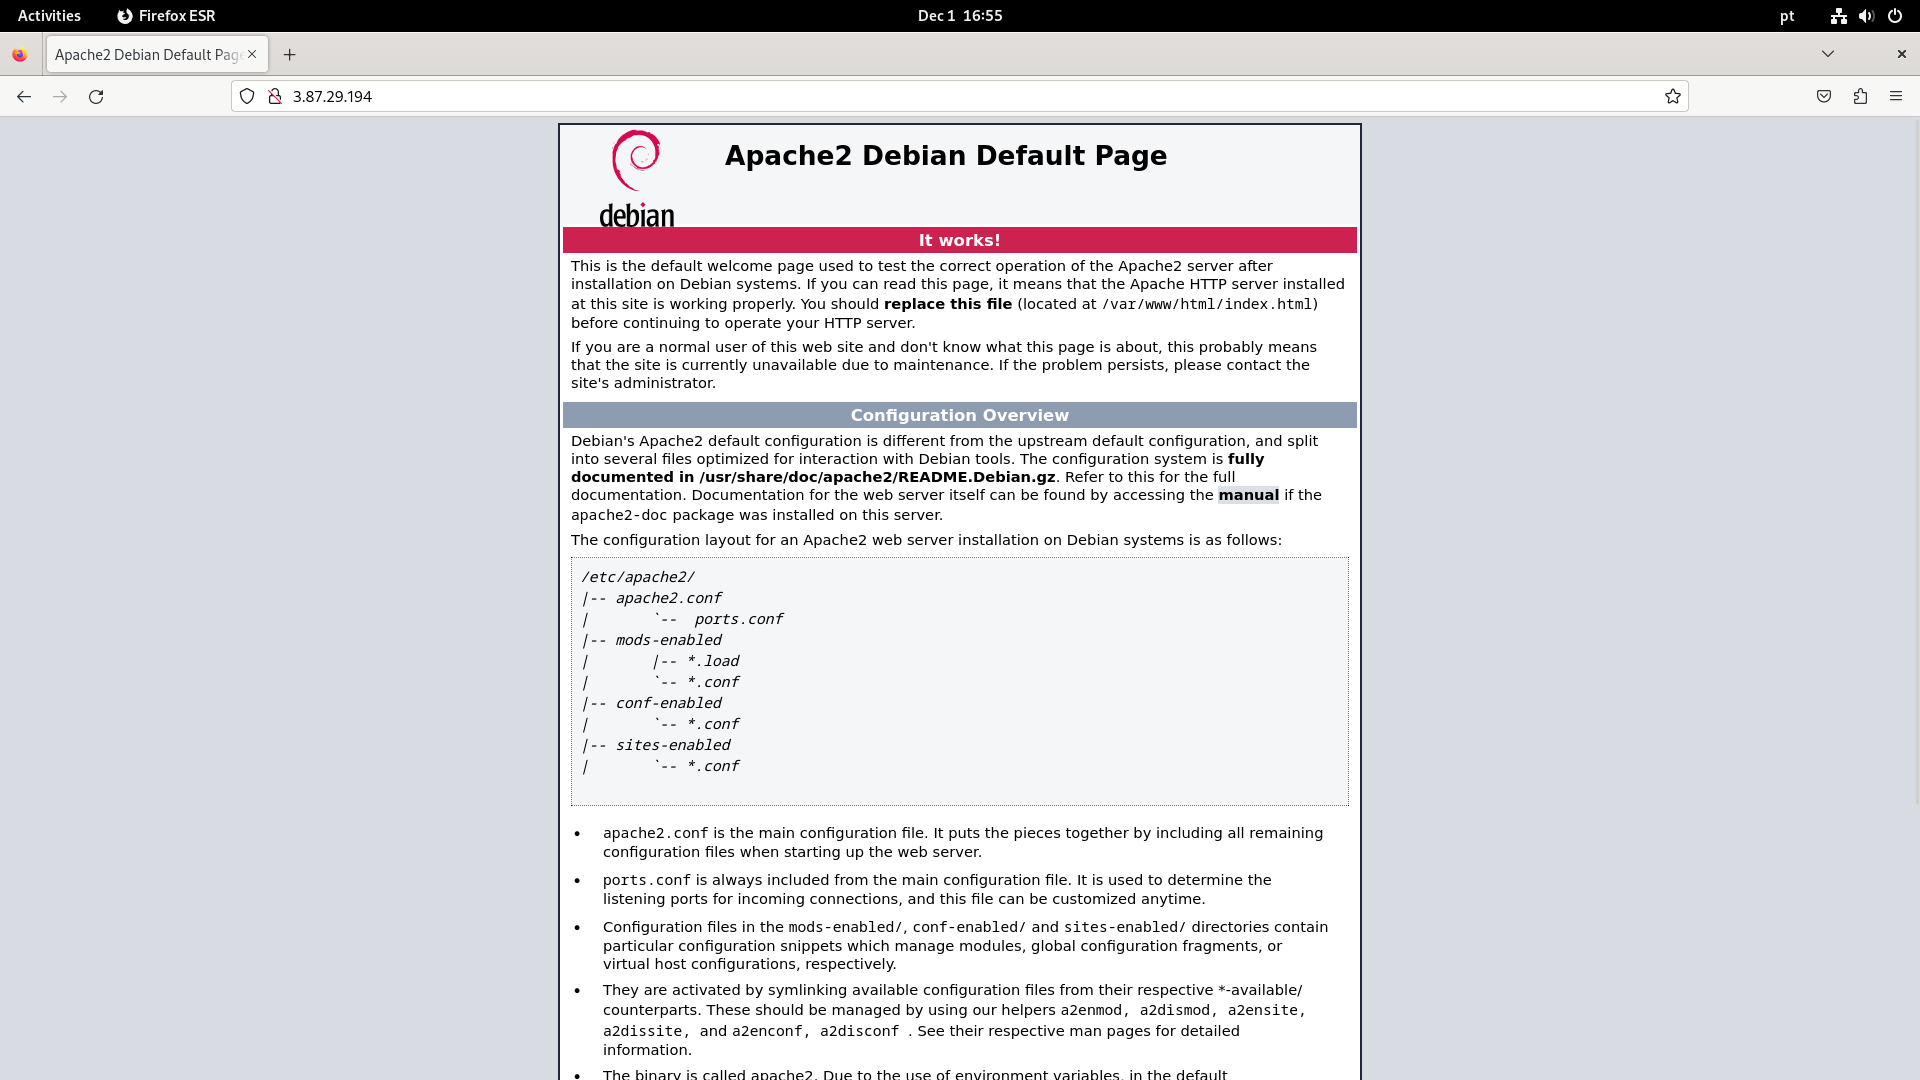 Activities
Firefox ESR
Dec 1 16:55
pt
Apache2 Debian Default Page
3.87.29.194
debian
Apache2 Debian Default Page
It works!
This is the default welcome page used to test the correct operation of the Apache2 server after
installation on Debian systems. If you can read this page, it means that the Apache HTTP server installed
at this site is working properly. You should replace this file (located at /var/www/html/index.html)
before continuing to operate your HTTP server.
If you are a normal user of this web site and don't know what this page is about, this probably means
that the site is currently unavailable due to maintenance. If the problem persists, please contact the
site's administrator.
Configuration Overview
Debian's Apache2 default configuration is different from the upstream default configuration, and split
into several files optimized for interaction with Debian tools. The configuration system is fully
documented in /usr/share/doc/apache2/README.Debian.gz. Refer to this for the full
documentation. Documentation for the web server itself can be found by accessing the manual if the
apache2-doc package was installed on this server.
The configuration layout for an Apache2 web server installation on Debian systems is as follows:
/etc/apache2/
|-- apache2.conf
|       `--  ports.conf
|-- mods-enabled
|       |-- *.load
|       `-- *.conf
|-- conf-enabled
|       `-- *.conf
|-- sites-enabled
|       `-- *.conf
• apache2.conf is the main configuration file. It puts the pieces together by including all remaining
configuration files when starting up the web server.
• ports.conf is always included from the main configuration file. It is used to determine the
listening ports for incoming connections, and this file can be customized anytime.
• Configuration files in the mods-enabled/, conf-enabled/ and sites-enabled/ directories contain
particular configuration snippets which manage modules, global configuration fragments, or
virtual host configurations, respectively.
• They are activated by symlinking available configuration files from their respective *-available/
counterparts. These should be managed by using our helpers a2enmod, a2dismod, a2ensite,
a2dissite, and a2enconf, a2disconf . See their respective man pages for detailed
information.
• The binary is called apache2. Due to the use of environment variables, in the default